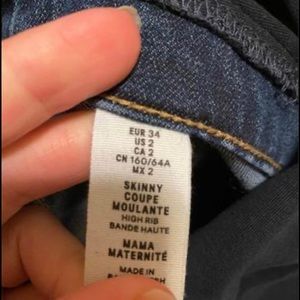 EUR 34
US 2
CA 2
CN 160/64A
MX 2
SKINNY
COUPE
MOULANTE
HIGH RIB
BANDE HAUTE
MAMA
MATERNITÉ
MADE IN